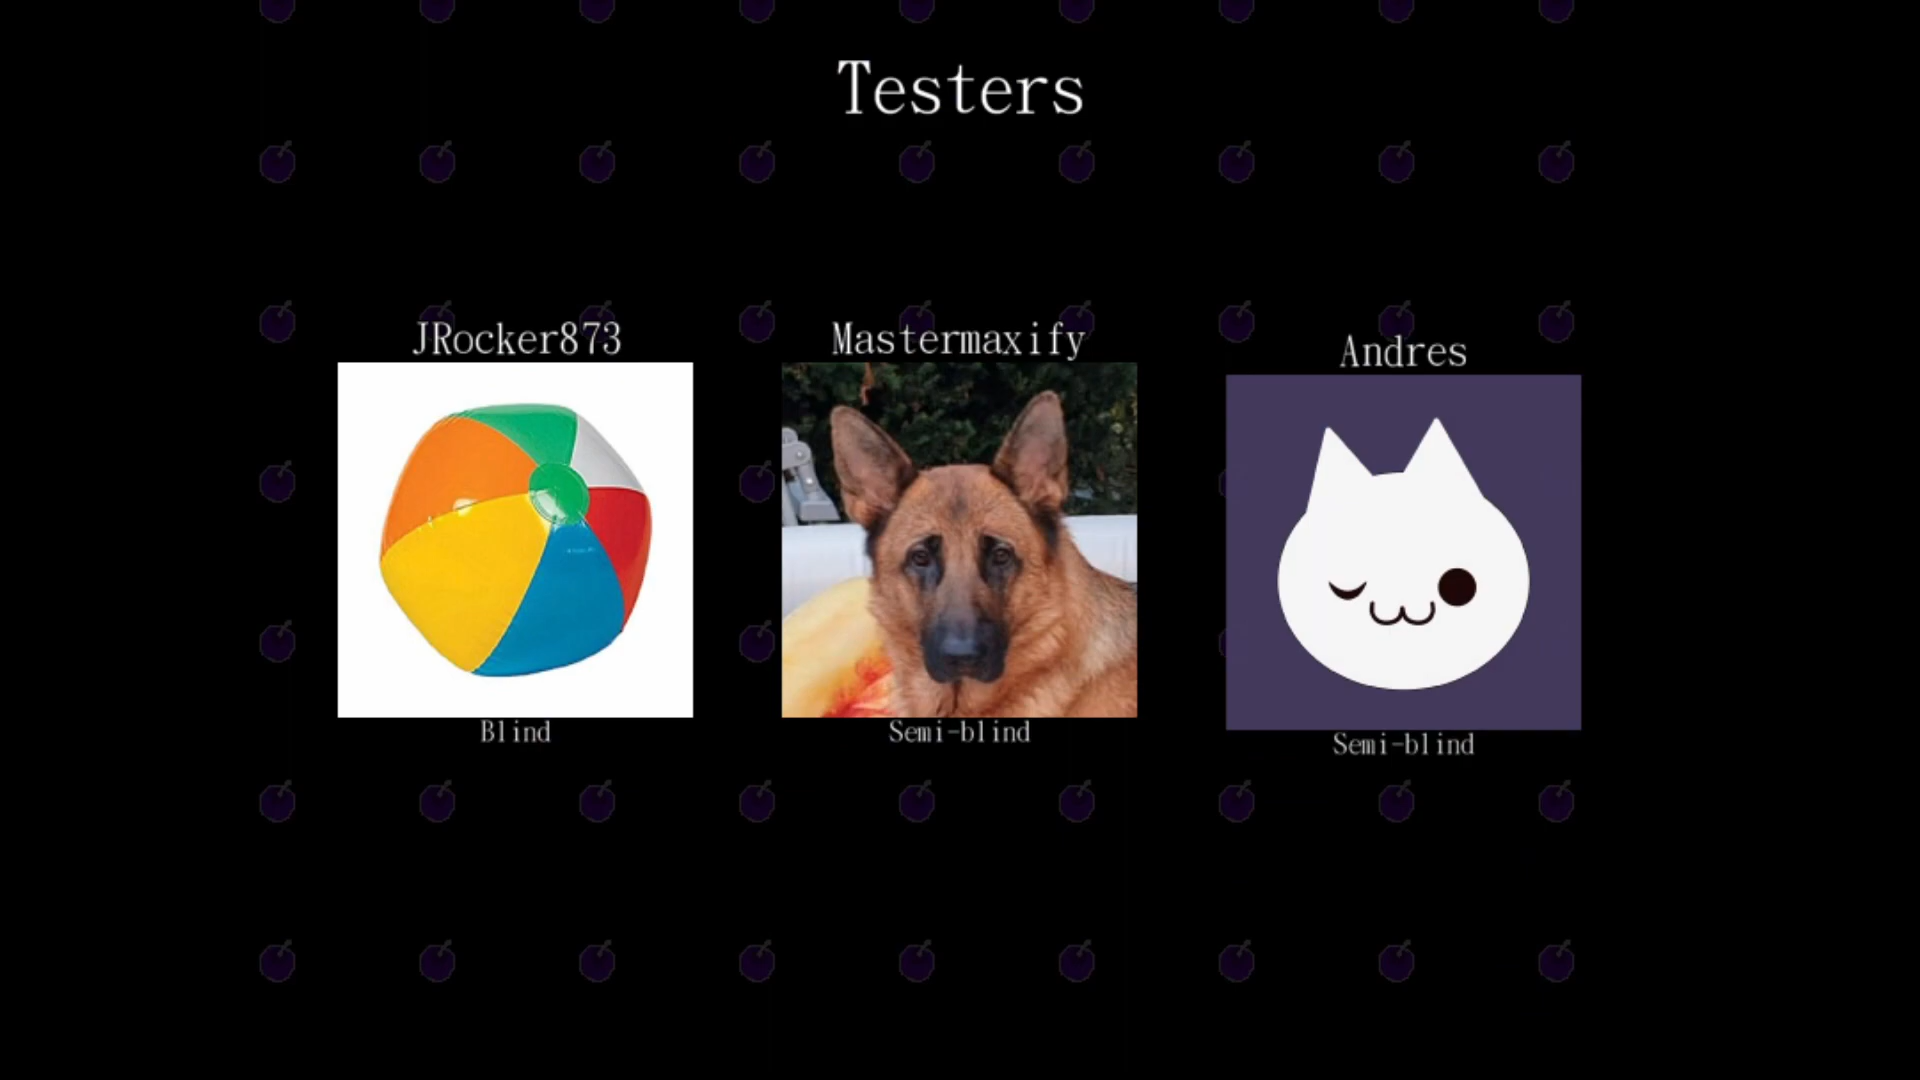 Testers
JRocker873
Mastermaxify
Andres
Blind
Semi-blind
Semi-blind